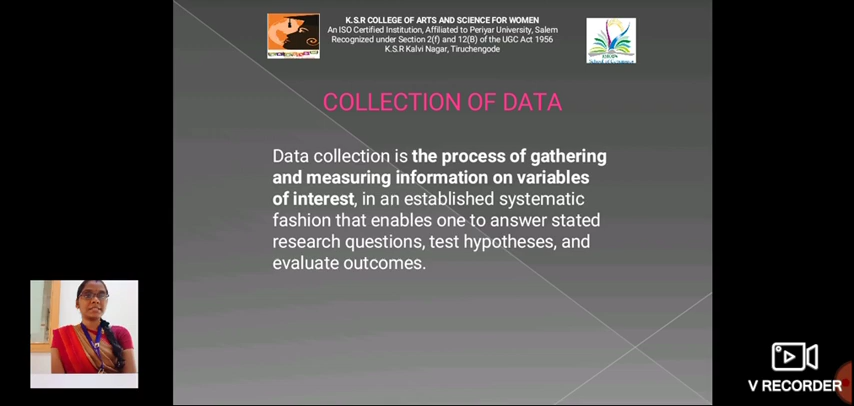 K.S.R COLLEGE OF ARTS AND SCIENCE FOR WOMEN
An ISO Certified Institution, Affiliated to Periyar University, Salem
Recognized under Section 2(f) and 12(B) of the UGC Act 1956
K.S.R Kalvi Nagar, Tiruchengode
COLLECTION OF DATA
Data collection is the process of gathering
and measuring information on variables
of interest, in an established systematic
fashion that enables one to answer stated
research questions, test hypotheses, and
evaluate outcomes.
V RECORDER